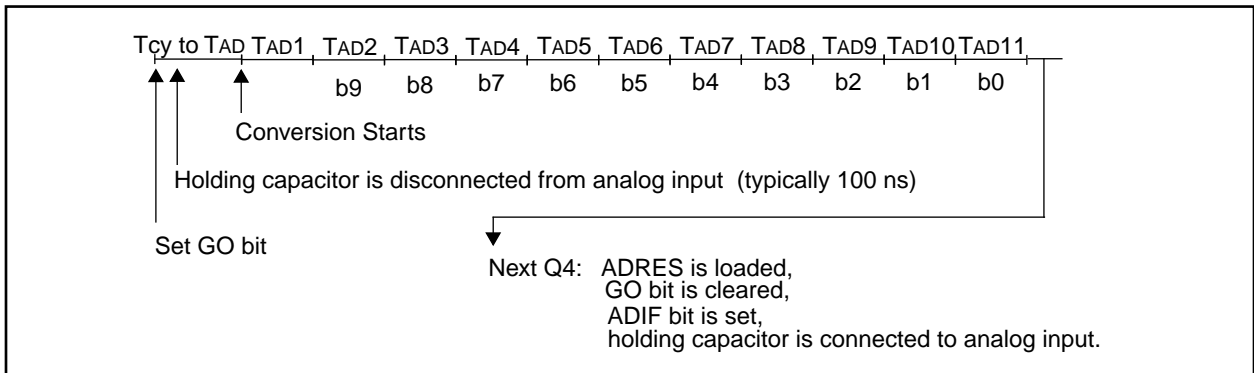 Tcy to TAD TAD1 TAD2 TAD3 TAD4 TAD5 TAD6 TAD7 TAD8 TAD9 TAD10 TAD11
b9 b8 b7 b6 b5 b4 b3 b2 b1 b0
Conversion Starts
Holding capacitor is disconnected from analog input (typically 100 ns)
Set GO bit
Next Q4: ADRES is loaded,
GO bit is cleared,
ADIF bit is set,
holding capacitor is connected to analog input.